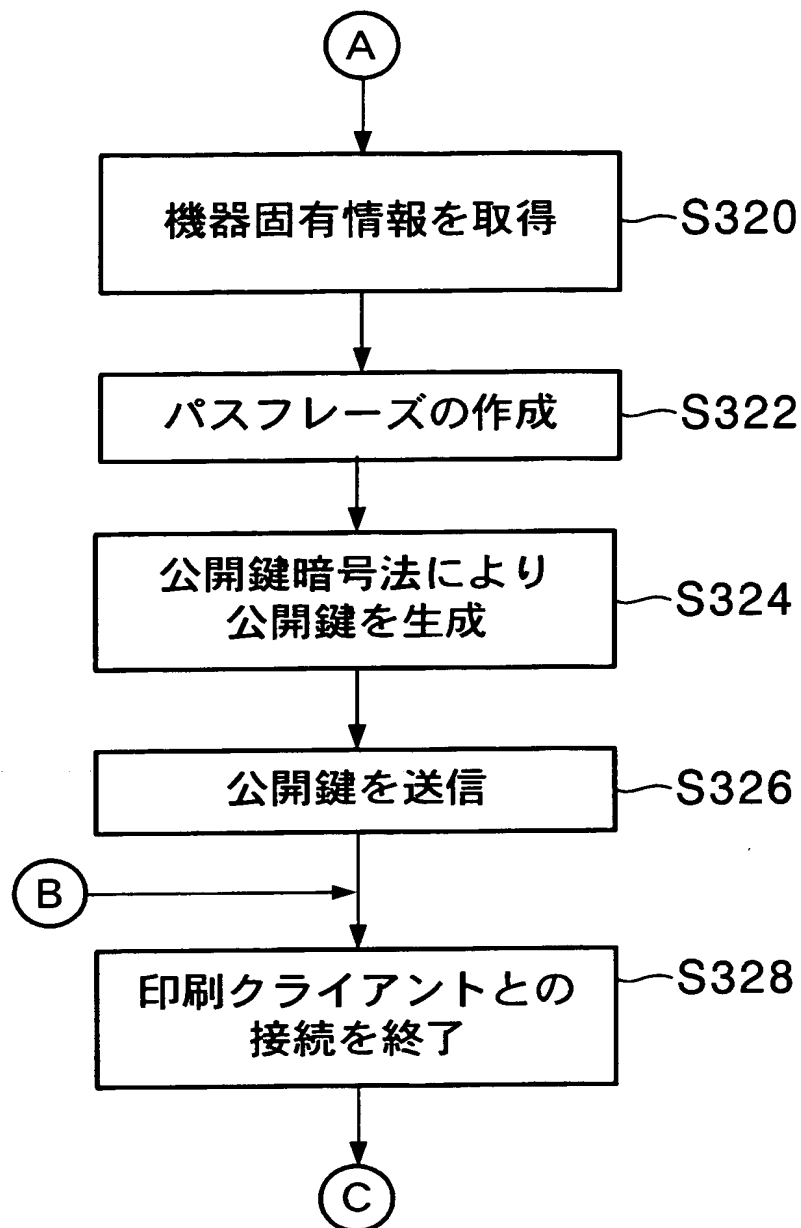 A
機器固有情報を取得
S320
パスフレーズの作成
S322
公開鍵暗号法により
公開鍵を生成
S324
公開鍵を送信
S326
B
印刷クライアントとの
接続を終了
S328
C